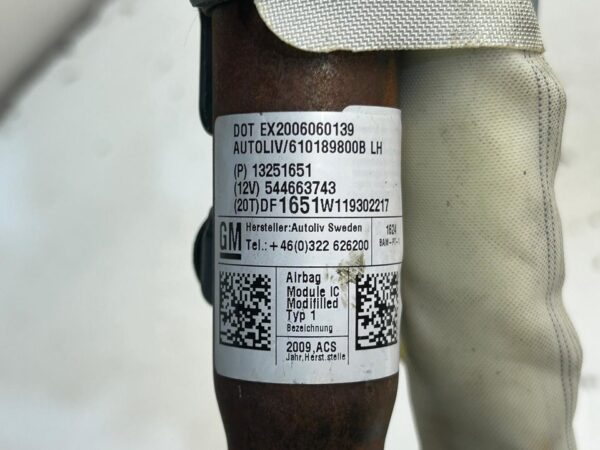 DOT EX2006060139
AUTOLIV/610189800B LH
(P) 13251651
(12V) 544663743
(20T)DF1651W119302217
GM
Hersteller:Autoliv Sweden
Tel.:+46(0)322 626200
1624
Airbag
Module IC
Modifilled
Typ 1
Bezeichnung
2009,ACS
Jahr,Herst.stelle